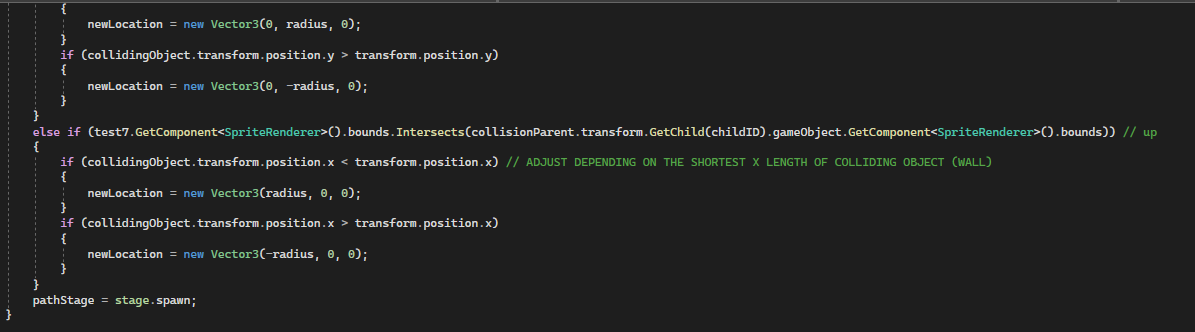 {
newLocation = new Vector3(0, radius, 0);
}
if (collidingObject.transform.position.y > transform.position.y)
{
newLocation = new Vector3(0, -radius, 0);
}
}
else if (test7.GetComponent<SpriteRenderer>().bounds.Intersects(collisionParent.transform.GetChild(childID).gameObject.GetComponent<SpriteRenderer>().bounds)) // up
{
if (collidingObject.transform.position.x < transform.position.x) // ADJUST DEPENDING ON THE SHORTEST X LENGTH OF COLLIDING OBJECT (WALL)
{
newLocation = new Vector3(radius, 0, 0);
}
if (collidingObject.transform.position.x > transform.position.x)
{
newLocation = new Vector3(-radius, 0, 0);
}
}
pathStage = stage.spawn;
}